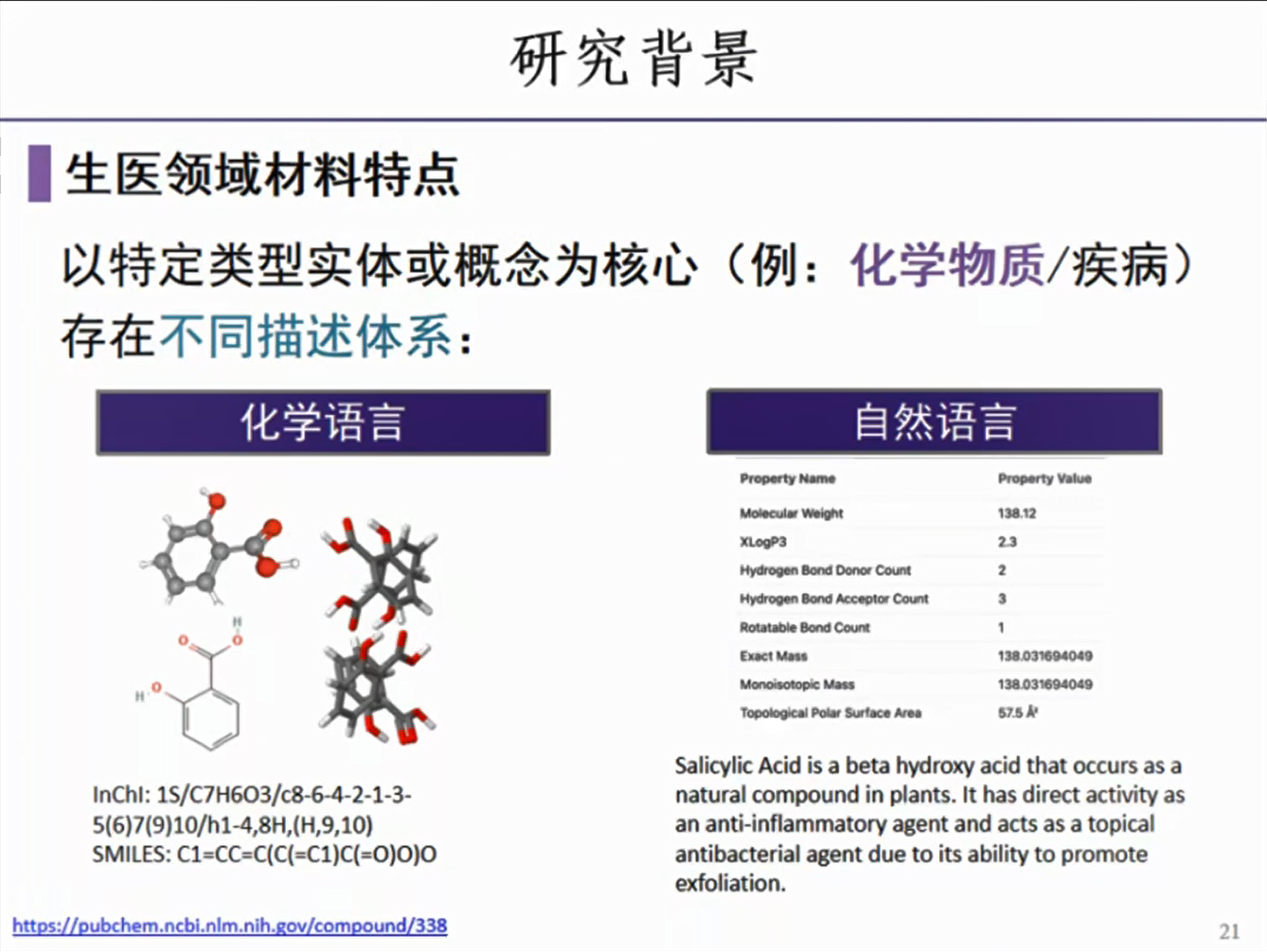 研究背景
生医领域材料特点
以特定类型实体或概念为核心（例：化学物质/疾病）
存在不同描述体系：
化学语言
H
O
O
H
O
InChI: 1S/C7H6O3/c8-6-4-2-1-3-
5(6)7(9)10/h1-4,8H,(H,9,10)
SMILES: C1=CC=C(C(=C1)C(=O)O)O
自然语言
Property Name Property Value
Molecular Weight 138.12
XLogP3 2.3
Hydrogen Bond Donor Count 2
Hydrogen Bond Acceptor Count 3
Rotatable Bond Count 1
Exact Mass 138.031694049
Monoisotopic Mass 138.031694049
Topological Polar Surface Area 57.5 Å²
Salicylic Acid is a beta hydroxy acid that occurs as a
natural compound in plants. It has direct activity as
an anti-inflammatory agent and acts as a topical
antibacterial agent due to its ability to promote
exfoliation.
https://pubchem.ncbi.nlm.nih.gov/compound/338
21